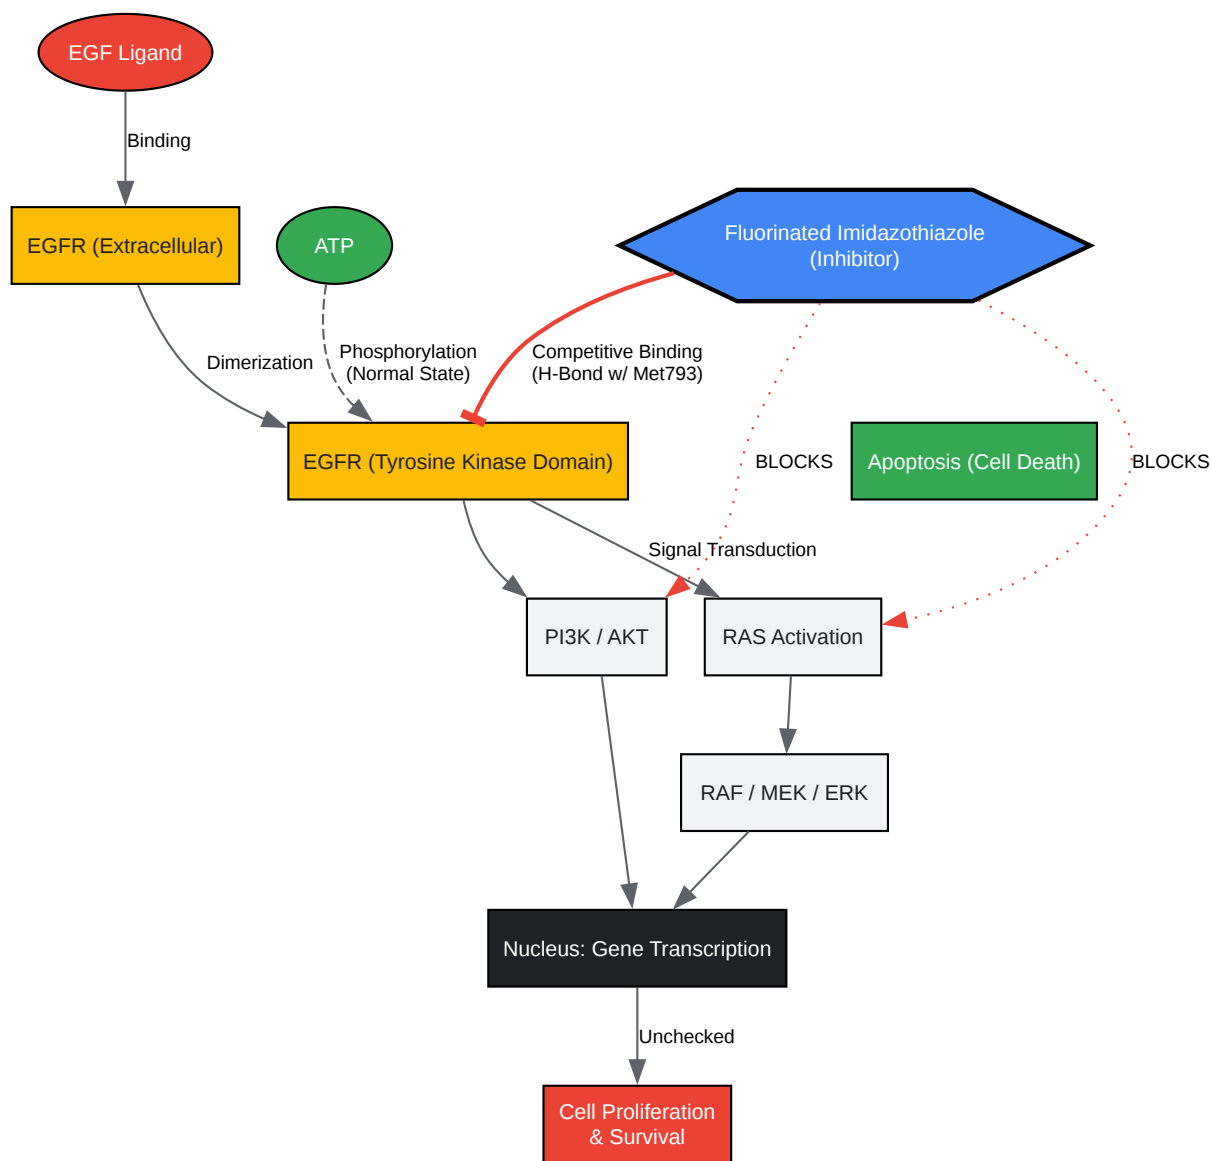 EGF Ligand
Binding
EGFR (Extracellular)
ATP
Fluorinated Imidazothiazole
(Inhibitor)
Dimerization
Phosphorylation
(Normal State)
Competitive Binding
(H-Bond w/ Met793)
EGFR (Tyrosine Kinase Domain)
BLOCKS
Apoptosis (Cell Death)
BLOCKS
Signal Transduction
PI3K / AKT
RAS Activation
RAF / MEK / ERK
Nucleus: Gene Transcription
Unchecked
Cell Proliferation
& Survival